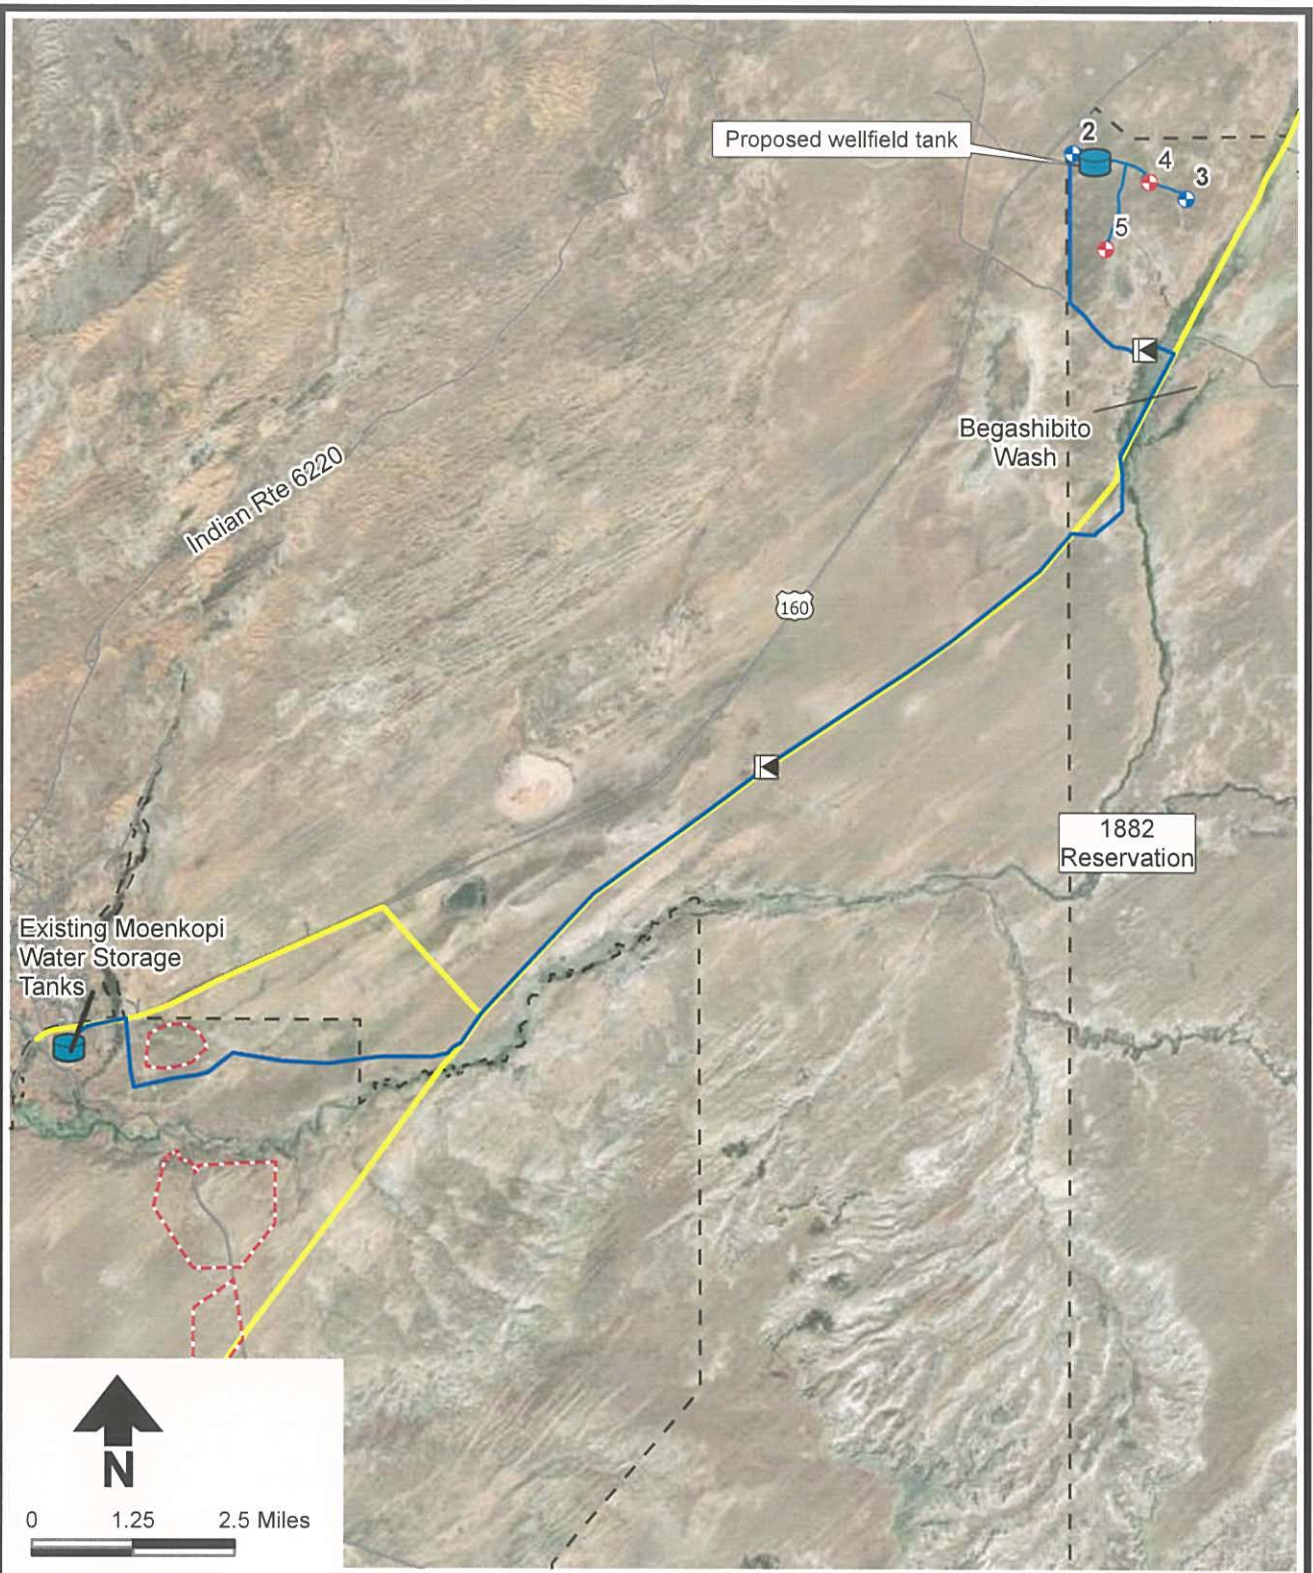 Proposed wellfield tank
2
4
3
5
Begashibito
Wash
Indian Rte 6220
160
1882
Reservation
Existing Moenkopi
Water Storage
Tanks
N
0 1.25 2.5 Miles